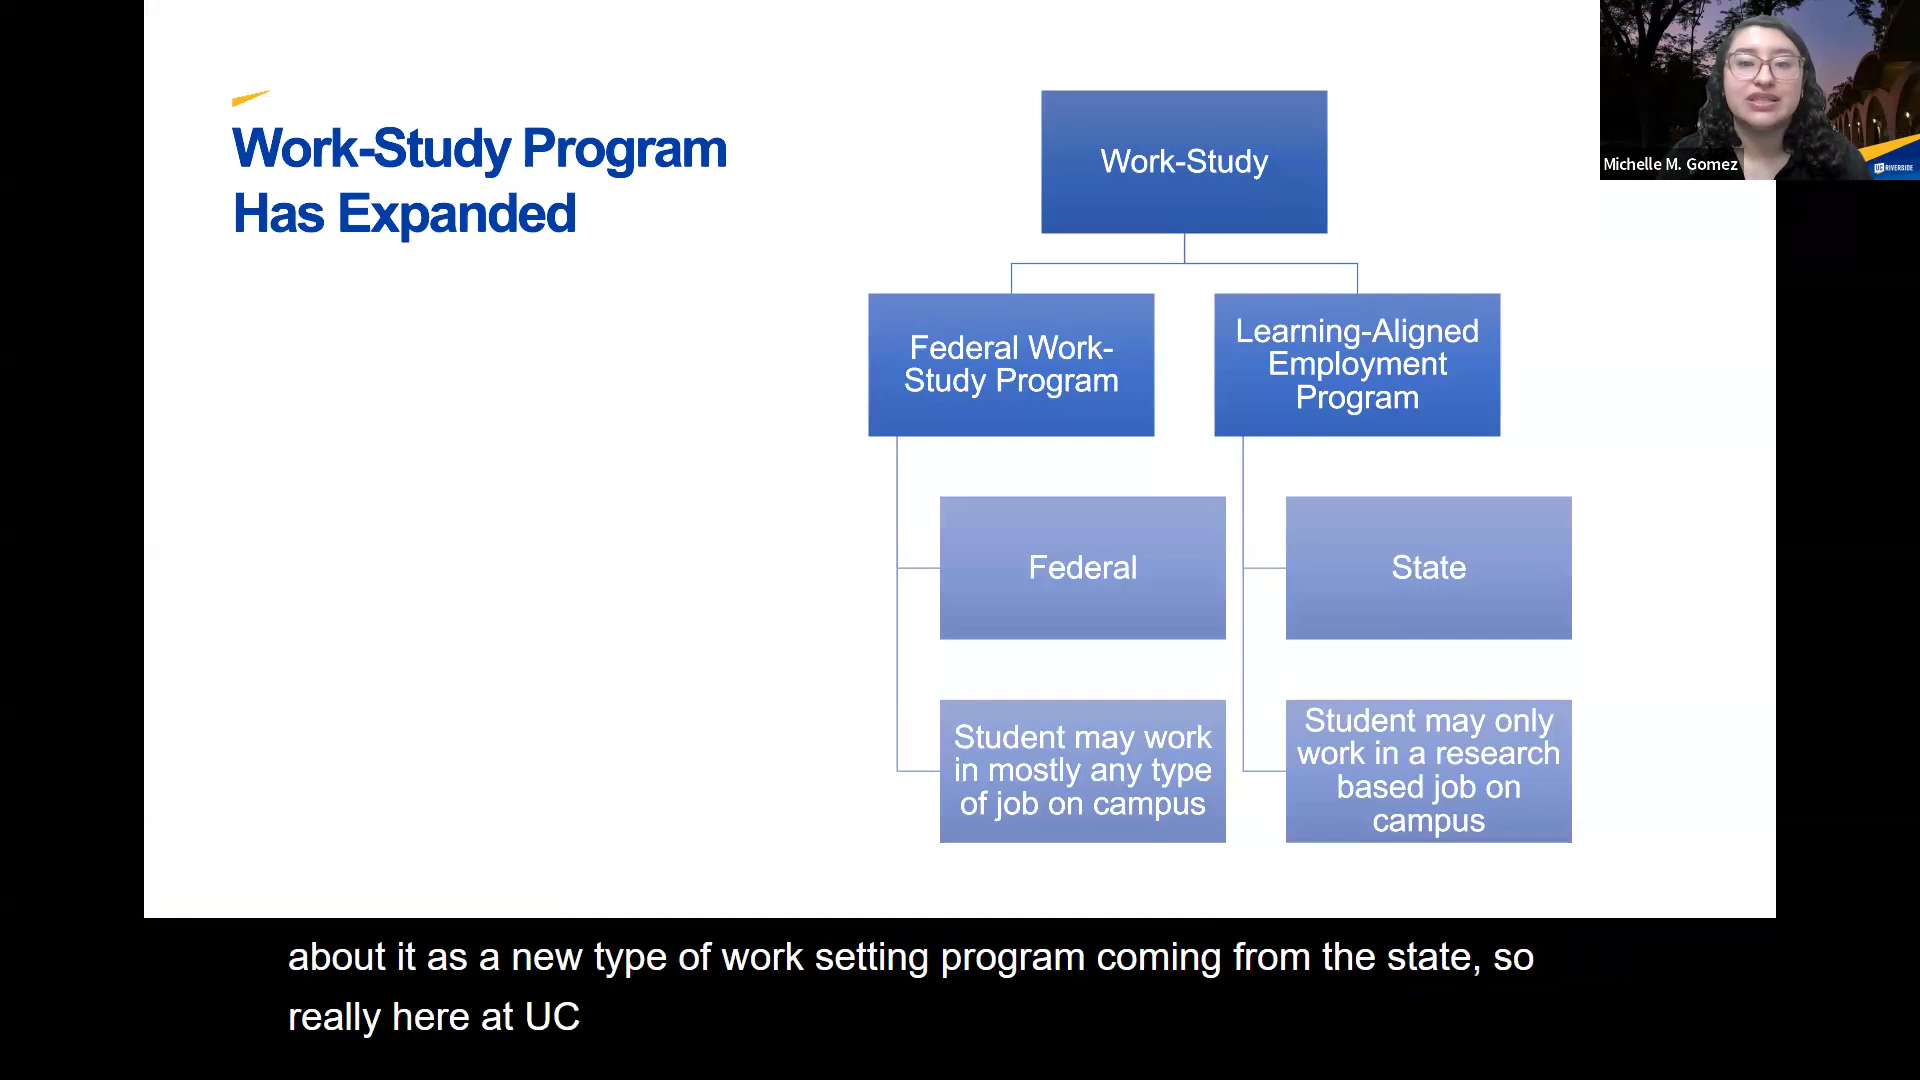 Work-Study Program
Has Expanded
Work-Study
Federal Work-
Study Program
Learning-Aligned
Employment
Program
Federal
State
Student may work
in mostly any type
of job on campus
Student may only
work in a research
based job on
campus
Michelle M. Gomez
UC RIVERSIDE
about it as a new type of work setting program coming from the state, so
really here at UC